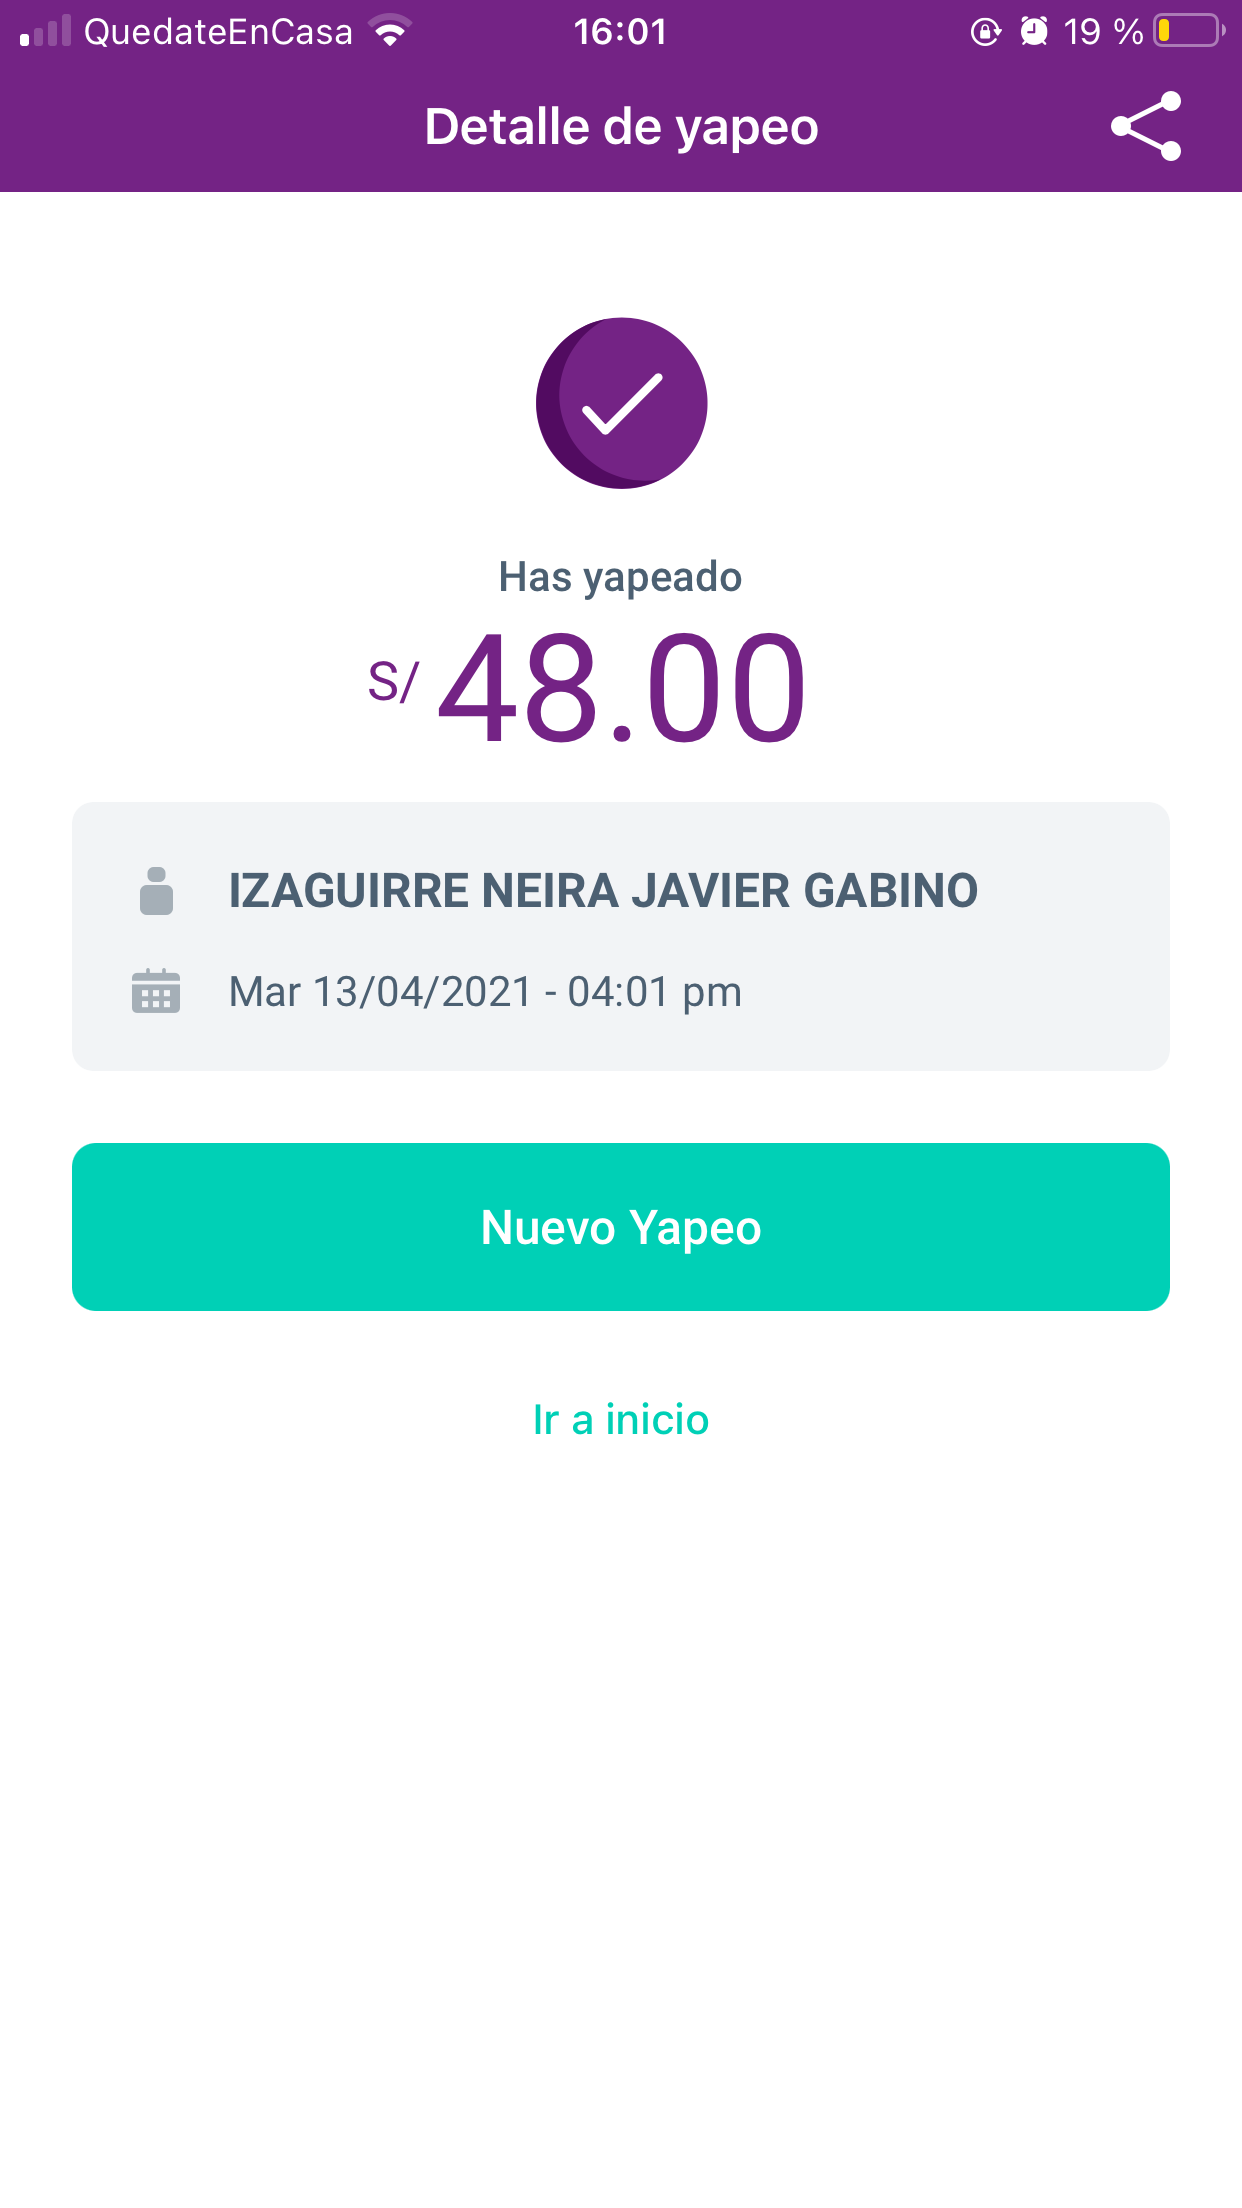 QuedateEnCasa 16:01 19 %
Detalle de yapeo
Has yapeado
S/ 48.00
IZAGUIRRE NEIRA JAVIER GABINO
Mar 13/04/2021 - 04:01 pm
Nuevo Yapeo
Ir a inicio